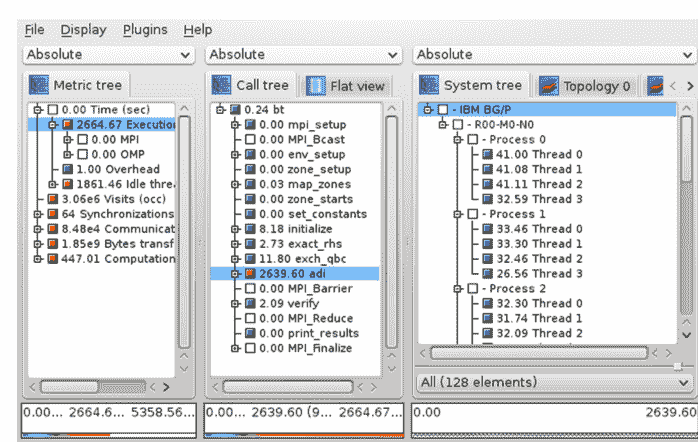 File Display Plugins Help
Absolute Absolute Absolute
Metric tree Call tree Flat view System tree Topology 0
0.00 Time (sec)
2664.67 Execution
0.00 MPI
0.00 OMP
1.00 Overhead
1861.46 Idle thre
3.06e6 Visits (occ)
64 Synchronizations
8.48e4 Communicat
1.85e9 Bytes transf
447.01 Computation
0.24 bt
0.00 mpi_setup
0.00 MPI_Bcast
0.00 env_setup
0.00 zone_setup
0.03 map_zones
0.00 zone_starts
0.00 set_constants
8.18 initialize
2.73 exact_rhs
11.80 exch_qbc
2639.60 adi
0.00 MPI_Barrier
2.09 verify
0.00 MPI_Reduce
0.00 print_results
0.00 MPI_Finalize
- IBM BG/P
- R00-M0-N0
- Process 0
41.00 Thread 0
41.08 Thread 1
41.11 Thread 2
32.59 Thread 3
- Process 1
33.46 Thread 0
33.30 Thread 1
32.46 Thread 2
26.56 Thread 3
- Process 2
32.30 Thread 0
31.74 Thread 1
32.09 Thread 2
All (128 elements)
0.00... 2664.6... 5358.56...
0.00... 2639.60 (9... 2664.67...
0.00 2639.60